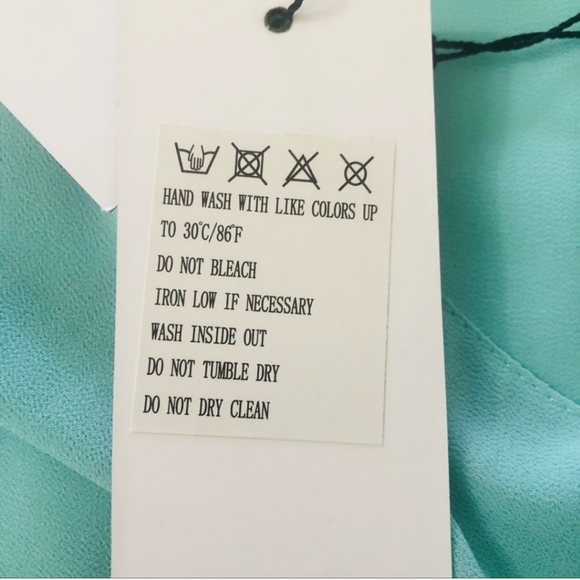 HAND WASH WITH LIKE COLORS UP
TO 30°C/86°F
DO NOT BLEACH
IRON LOW IF NECESSARY
WASH INSIDE OUT
DO NOT TUMBLE DRY
DO NOT DRY CLEAN